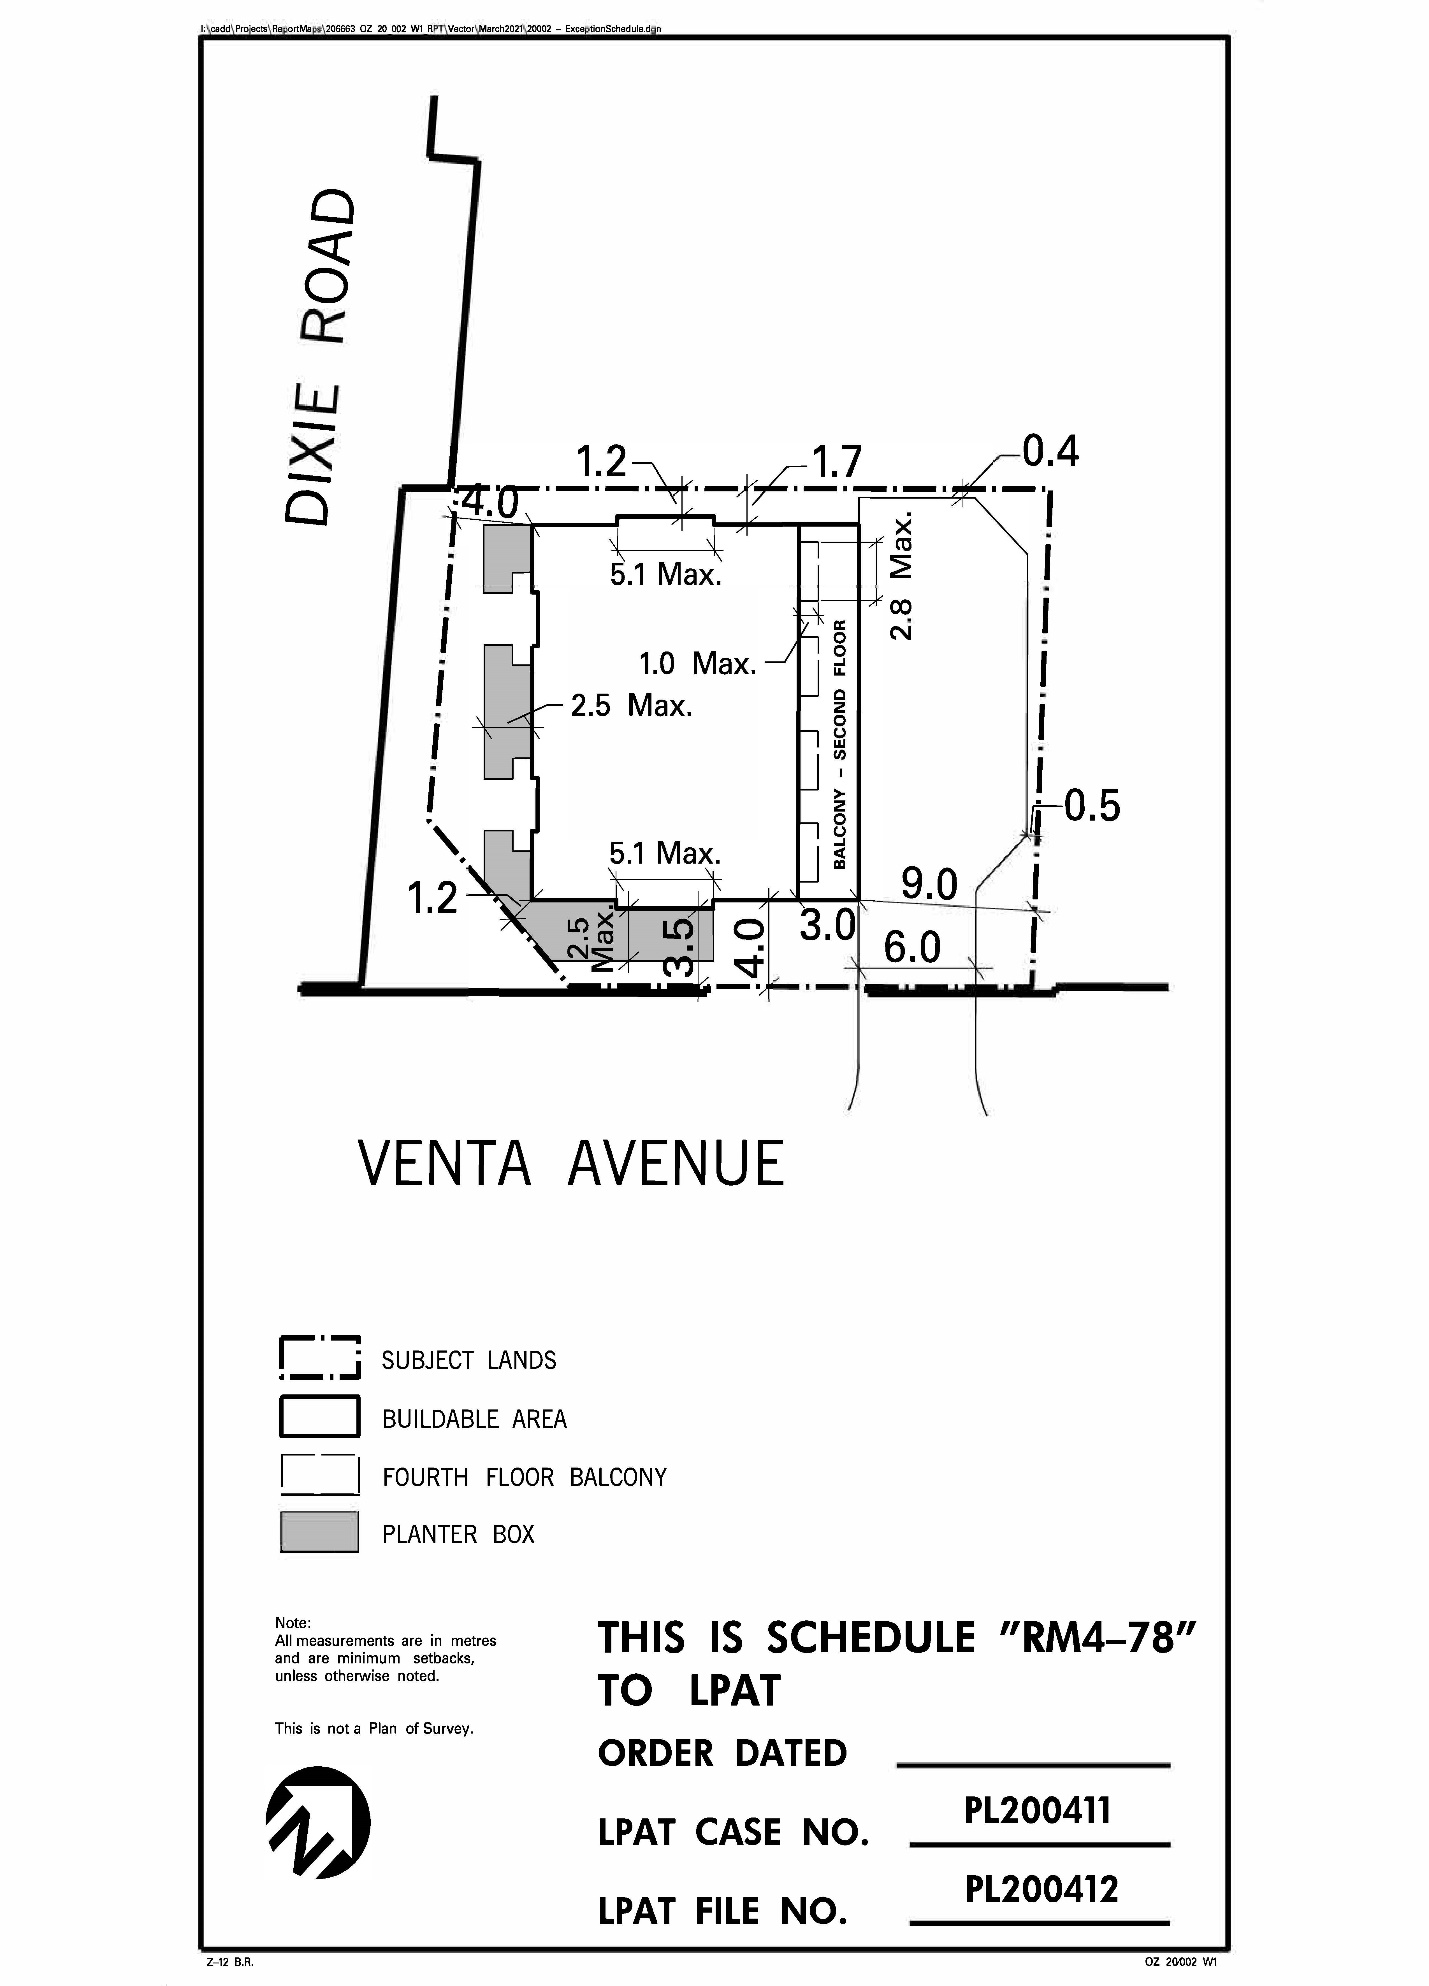 I:\cadd\Projects\ReportMaps\206663 OZ 20_002 W1_RPT\Vector\March2021\20002 - ExceptionSchedule.dgn
DIXIE ROAD
1.2
1.7
0.4
4.0
5.1 Max.
2.8 Max.
1.0 Max.
2.5 Max.
BALCONY - SECOND FLOOR
0.5
5.1 Max.
1.2
9.0
2.5
Max.
3.5
4.0
3.0
6.0
VENTA AVENUE
SUBJECT LANDS
BUILDABLE AREA
FOURTH FLOOR BALCONY
PLANTER BOX
Note:
All measurements are in metres
and are minimum setbacks,
unless otherwise noted.
This is not a Plan of Survey.
N
THIS IS SCHEDULE "RM4-78"
TO LPAT
ORDER DATED
LPAT CASE NO. PL200411
LPAT FILE NO. PL200412
Z-12 B.R.
OZ 20/002 W1